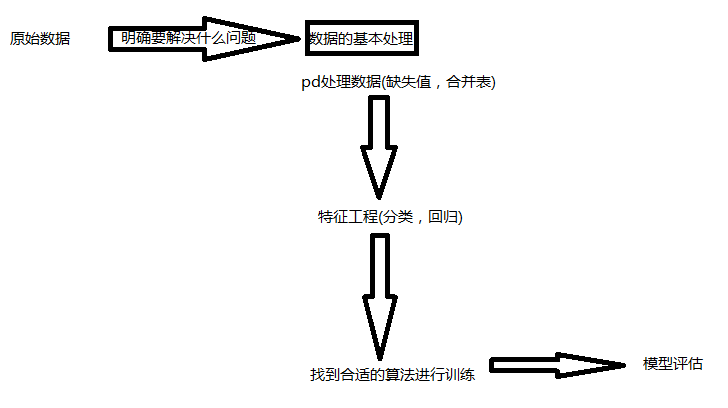 原始数据
明确要解决什么问题
数据的基本处理
pd处理数据(缺失值，合并表)
特征工程(分类，回归)
找到合适的算法进行训练
模型评估